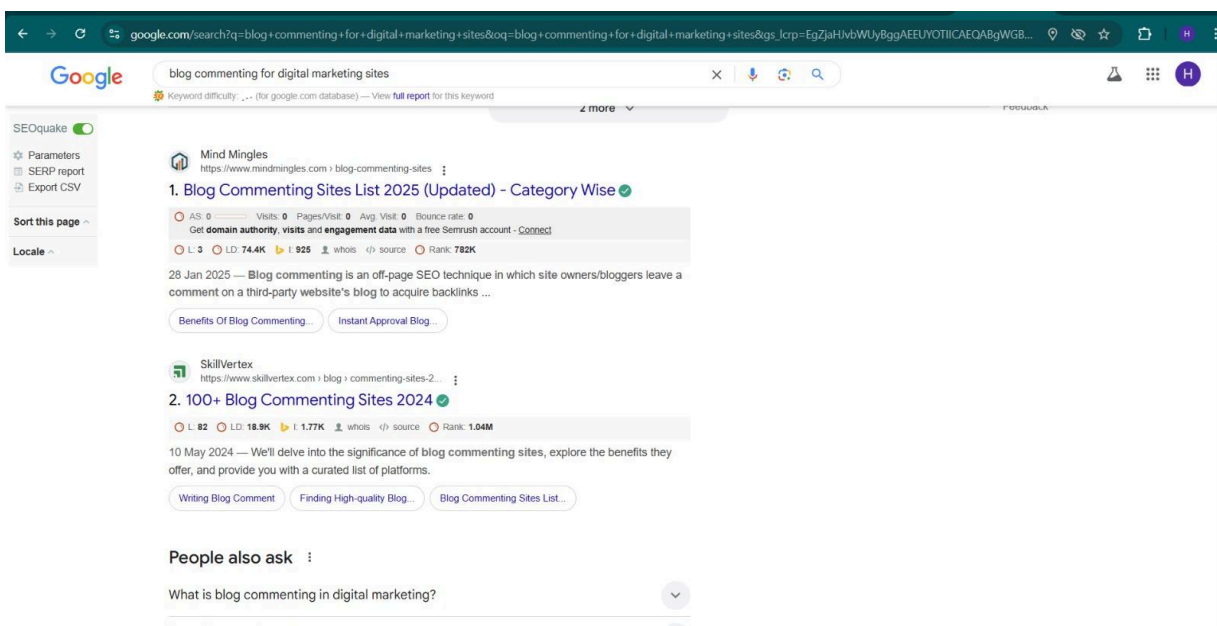 google.com/search?q=blog+commenting+for+digital+marketing+sites&oq=blog+commenting+for+digital+marketing+sites&gs_lcrp=EgZjaHJvbWUyBggAEEUYOTIICAEQABgWGB...
H
Google
blog commenting for digital marketing sites
H
Keyword difficulty: ... (for google.com database) — View full report for this keyword
2 more
Feedback
SEOquake
Parameters
SERP report
Export CSV
Sort this page
Locale
Mind Mingles
https://www.mindmingles.com › blog-commenting-sites
1. Blog Commenting Sites List 2025 (Updated) - Category Wise
AS: 0 Visits: 0 Pages/Visit: 0 Avg. Visit: 0 Bounce rate: 0
Get domain authority, visits and engagement data with a free Semrush account - Connect
L: 3 LD: 74.4K I: 925 whois </> source Rank: 782K
28 Jan 2025 — Blog commenting is an off-page SEO technique in which site owners/bloggers leave a
comment on a third-party website's blog to acquire backlinks ...
Benefits Of Blog Commenting... Instant Approval Blog...
SkillVertex
https://www.skillvertex.com › blog › commenting-sites-2...
2. 100+ Blog Commenting Sites 2024
L: 82 LD: 18.9K I: 1.77K whois </> source Rank: 1.04M
10 May 2024 — We'll delve into the significance of blog commenting sites, explore the benefits they
offer, and provide you with a curated list of platforms.
Writing Blog Comment Finding High-quality Blog... Blog Commenting Sites List...
People also ask
What is blog commenting in digital marketing?